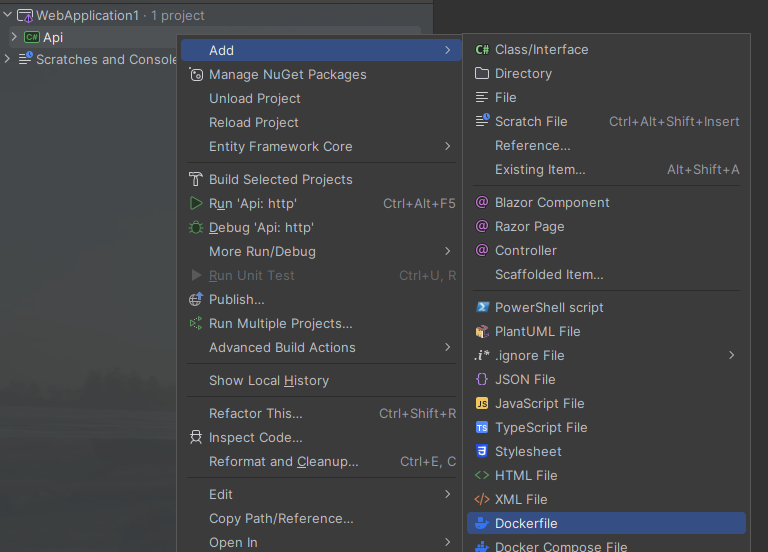 WebApplication1 · 1 project
Api
Scratches and Console
Add
Manage NuGet Packages
Unload Project
Reload Project
Entity Framework Core
Build Selected Projects
Run 'Api: http' Ctrl+Alt+F5
Debug 'Api: http'
More Run/Debug
Run Unit Test Ctrl+U, R
Publish...
Run Multiple Projects...
Advanced Build Actions
Show Local History
Refactor This... Ctrl+Shift+R
Inspect Code...
Reformat and Cleanup... Ctrl+E, C
Edit
Copy Path/Reference...
Open In
C# Class/Interface
Directory
File
Scratch File Ctrl+Alt+Shift+Insert
Reference...
Existing Item... Alt+Shift+A
Blazor Component
Razor Page
Controller
Scaffolded Item...
PowerShell script
PlantUML File
.i* .ignore File
JSON File
JS JavaScript File
TS TypeScript File
Stylesheet
HTML File
XML File
Dockerfile
Docker Compose File